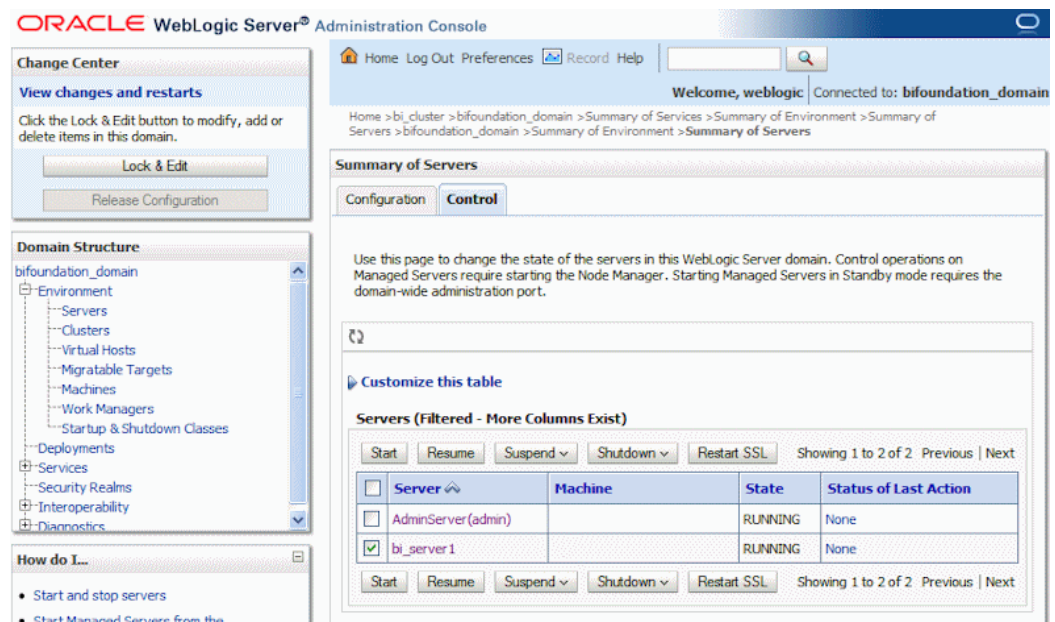 ORACLE WebLogic Server® Administration Console
Change Center
View changes and restarts
Click the Lock & Edit button to modify, add or
delete items in this domain.
Lock & Edit
Release Configuration
Domain Structure
bifoundation_domain
Environment
Servers
Clusters
Virtual Hosts
Migratable Targets
Machines
Work Managers
Startup & Shutdown Classes
Deployments
Services
Security Realms
Interoperability
Diagnostics
How do I...
Start and stop servers
Start Managed Servers from the
Home Log Out Preferences Record Help
Welcome, weblogic Connected to: bifoundation_domain
Home >bi_cluster >bifoundation_domain >Summary of Services >Summary of Environment >Summary of
Servers >bifoundation_domain >Summary of Environment >Summary of Servers
Summary of Servers
Configuration Control
Use this page to change the state of the servers in this WebLogic Server domain. Control operations on
Managed Servers require starting the Node Manager. Starting Managed Servers in Standby mode requires the
domain-wide administration port.
Customize this table
Servers (Filtered - More Columns Exist)
Start Resume Suspend Shutdown Restart SSL Showing 1 to 2 of 2 Previous | Next
Server Machine State Status of Last Action
AdminServer(admin) RUNNING None
bi_server1 RUNNING None
Start Resume Suspend Shutdown Restart SSL Showing 1 to 2 of 2 Previous | Next